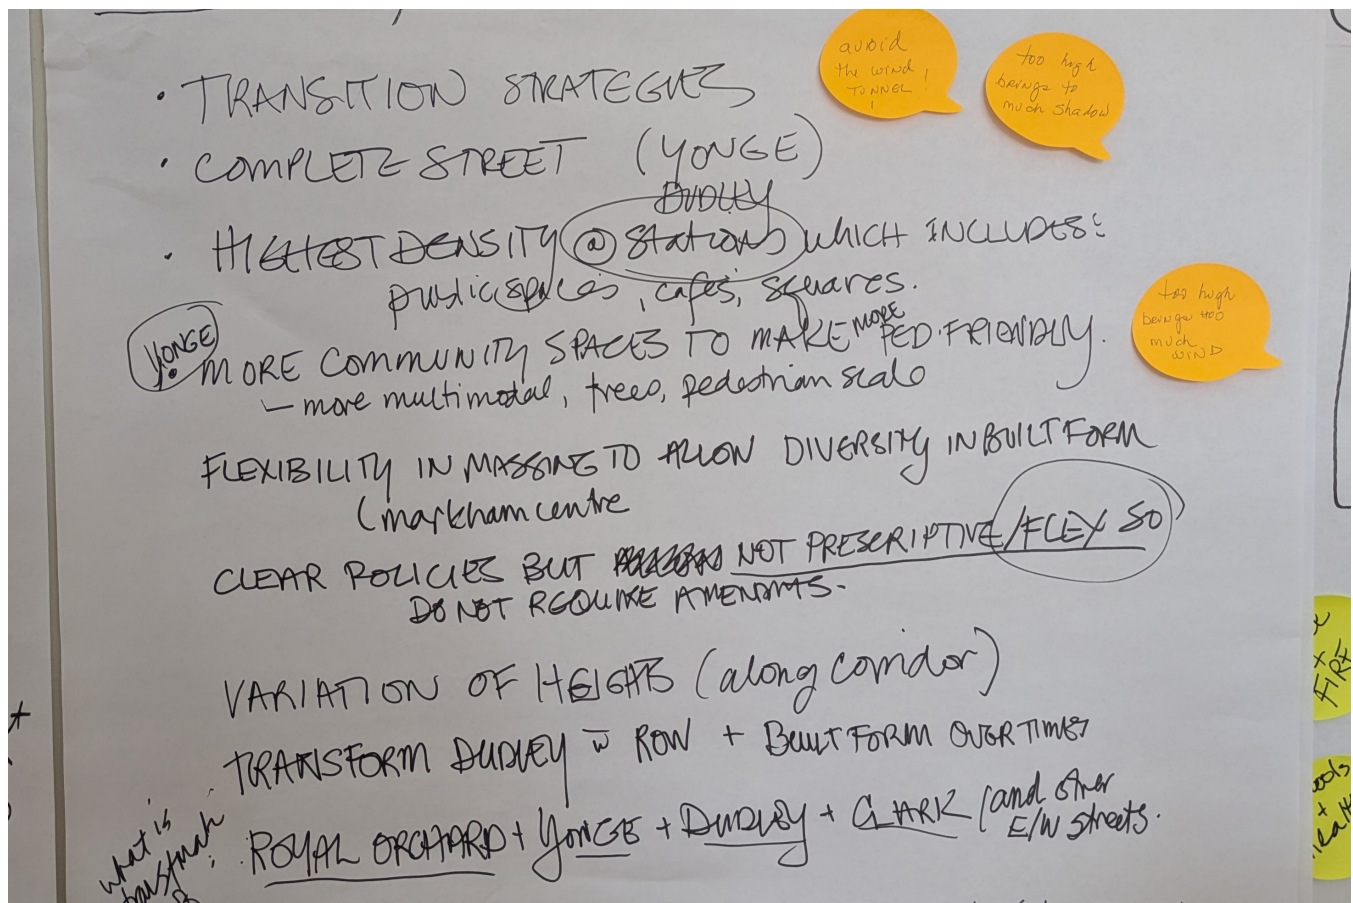 avoid
the wind
TUNNEL!
!
too high
brings to
much shadow
• TRANSITION STRATEGIES
• COMPLETE STREET (YONGE)
DUDLEY
• HIGHEST DENSITY @ Stations which INCLUDES:
public spaces, cafes, squares.
too high
brings too
much
WIND
YONGE
• MORE COMMUNITY SPACES TO MAKE MORE PED. FRIENDLY.
– more multimodal, trees, pedestrian scale
FLEXIBILITY IN MASSING TO ALLOW DIVERSITY IN BUILT FORM
(markham centre
CLEAR POLICIES BUT NOT PRESCRIPTIVE/FLEX SO
DO NOT REQUIRE AMENDMTS.
VARIATION OF HEIGHTS (along corridor)
TRANSFORM DUDLEY w ROW + BUILT FORM OVER TIME
ROYAL ORCHARD + YONGE + DUDLEY + CLARK (and other
E/W streets.
what is
FIRE